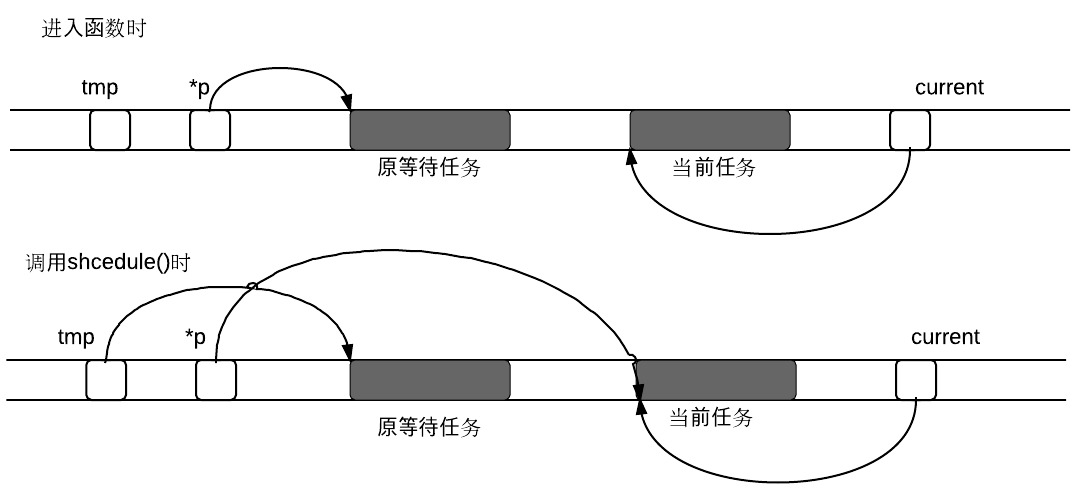 进入函数时
tmp
*p
current
原等待任务
当前任务
调用shcedule()时
tmp
*p
current
原等待任务
当前任务